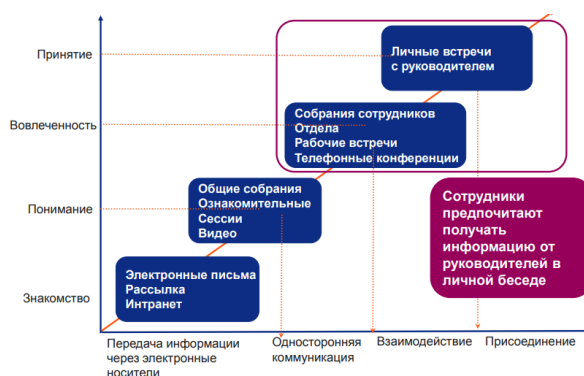 Принятие
Личные встречи
с руководителем
Вовлеченность
Собрания сотрудников
Отдела
Рабочие встречи
Телефонные конференции
Понимание
Общие собрания
Ознакомительные
Сессии
Видео
Сотрудники
предпочитают
получать
информацию от
руководителей в
личной беседе
Знакомство
Электронные письма
Рассылка
Интранет
Передача информации
через электронные
носители
Односторонняя
коммуникация
Взаимодействие
Присоединение